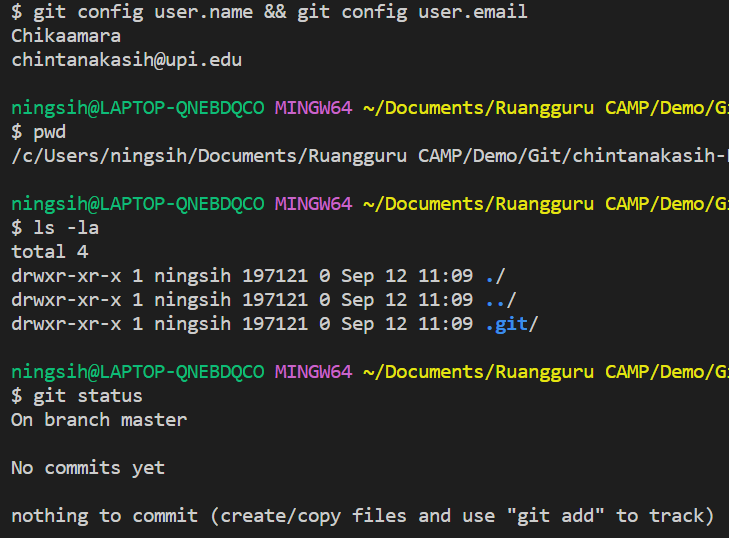 $ git config user.name && git config user.email
Chikaamara
chintanakasih@upi.edu
ningsih@LAPTOP-QNEBDQCO MINGW64 ~/Documents/Ruangguru CAMP/Demo/Gi
$ pwd
/c/Users/ningsih/Documents/Ruangguru CAMP/Demo/Git/chintanakasih-
ningsih@LAPTOP-QNEBDQCO MINGW64 ~/Documents/Ruangguru CAMP/Demo/Gi
$ ls -la
total 4
drwxr-xr-x 1 ningsih 197121 0 Sep 12 11:09 ./
drwxr-xr-x 1 ningsih 197121 0 Sep 12 11:09 ../
drwxr-xr-x 1 ningsih 197121 0 Sep 12 11:09 .git/
ningsih@LAPTOP-QNEBDQCO MINGW64 ~/Documents/Ruangguru CAMP/Demo/Gi
$ git status
On branch master
No commits yet
nothing to commit (create/copy files and use "git add" to track)